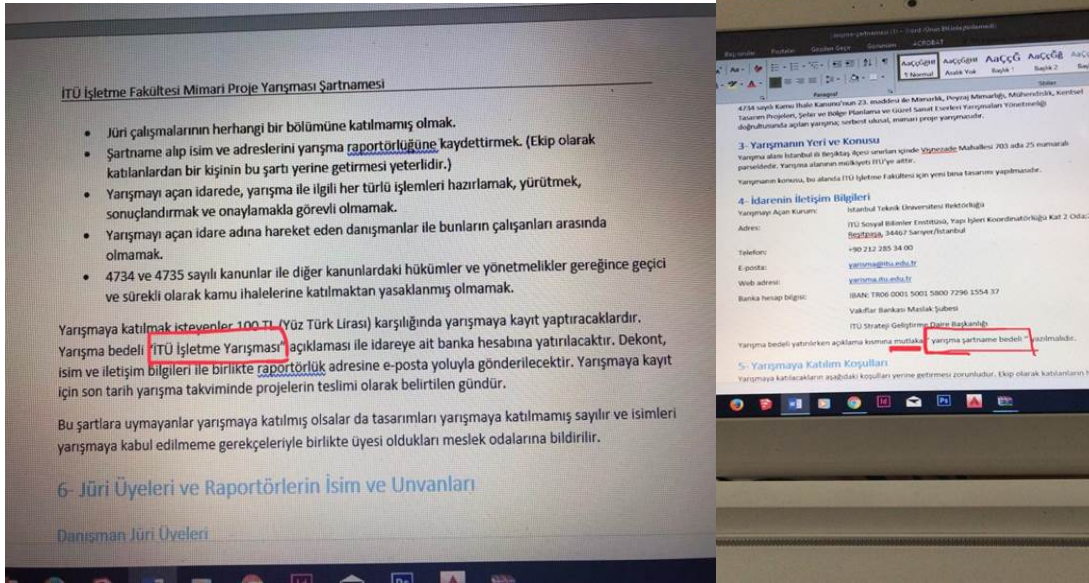 İTÜ İşletme Fakültesi Mimari Proje Yarışması Şartnamesi
• Jüri çalışmalarının herhangi bir bölümüne katılmamış olmak.
• Şartname alıp isim ve adreslerini yarışma raportörlüğüne kaydettirmek. (Ekip olarak
katılanlardan bir kişinin bu şartı yerine getirmesi yeterlidir.)
• Yarışmayı açan idarede, yarışma ile ilgili her türlü işlemleri hazırlamak, yürütmek,
sonuçlandırmak ve onaylamakla görevli olmamak.
• Yarışmayı açan idare adına hareket eden danışmanlar ile bunların çalışanları arasında
olmamak.
• 4734 ve 4735 sayılı kanunlar ile diğer kanunlardaki hükümler ve yönetmelikler gereğince geçici
ve sürekli olarak kamu ihalelerine katılmaktan yasaklanmış olmamak.
Yarışmaya katılmak isteyenler 100 TL (Yüz Türk Lirası) karşılığında yarışmaya kayıt yaptıracaklardır.
Yarışma bedeli "İTÜ İşletme Yarışması" açıklaması ile idareye ait banka hesabına yatırılacaktır. Dekont,
isim ve iletişim bilgileri ile birlikte raportörlük adresine e-posta yoluyla gönderilecektir. Yarışmaya kayıt
için son tarih yarışma takviminde projelerin teslimi olarak belirtilen gündür.
Bu şartlara uymayanlar yarışmaya katılmış olsalar da tasarımları yarışmaya katılmamış sayılır ve isimleri
yarışmaya kabul edilmeme gerekçeleriyle birlikte üyesi oldukları meslek odalarına bildirilir.
6- Jüri Üyeleri ve Raportörlerin İsim ve Unvanları
Danışman Jüri Üyeleri
Postalar Gözden Geçir Görünüm ACROBAT
AaÇçĞğHh AaÇçĞğHh AaÇçĞ AaÇçĞğ
¶ Normal Aralık Yok Başlık 1 Başlık 2
Paragraf Stiller
4734 sayılı Kamu İhale Kanunu'nun 23. maddesi ile Mimarlık, Peyzaj Mimarlığı, Mühendislik, Kentsel
Tasarım Projeleri, Şehir ve Bölge Planlama ve Güzel Sanat Eserleri Yarışmaları Yönetmeliği
doğrultusunda açılan yarışma; serbest ulusal, mimari proje yarışmasıdır.
3- Yarışmanın Yeri ve Konusu
Yarışma alanı İstanbul ili Beşiktaş ilçesi sınırları içinde Vişnezade Mahallesi 703 ada 25 numaralı
parseldedir. Yarışma alanının mülkiyeti İTÜ'ye aittir.
Yarışmanın konusu, bu alanda İTÜ İşletme Fakültesi için yeni bina tasarımı yapılmasıdır.
4- İdarenin İletişim Bilgileri
Yarışmayı Açan Kurum: İstanbul Teknik Üniversitesi Rektörlüğü
Adres: İTÜ Sosyal Bilimler Enstitüsü, Yapı İşleri Koordinatörlüğü Kat 2 Oda:
Reşitpaşa, 34467 Sarıyer/İstanbul
Telefon: +90 212 285 34 00
E-posta: yarisma@itu.edu.tr
Web adresi: yarisma.itu.edu.tr
Banka hesap bilgisi: IBAN: TR06 0001 5001 5800 7296 1554 37
Vakıflar Bankası Maslak Şubesi
İTÜ Strateji Geliştirme Daire Başkanlığı
Yarışma bedeli yatırılırken açıklama kısmına mutlaka " yarışma şartname bedeli " yazılmalıdır.
5- Yarışmaya Katılım Koşulları
Yarışmaya katılacakların aşağıdaki koşulları yerine getirmesi zorunludur. Ekip olarak katılanların